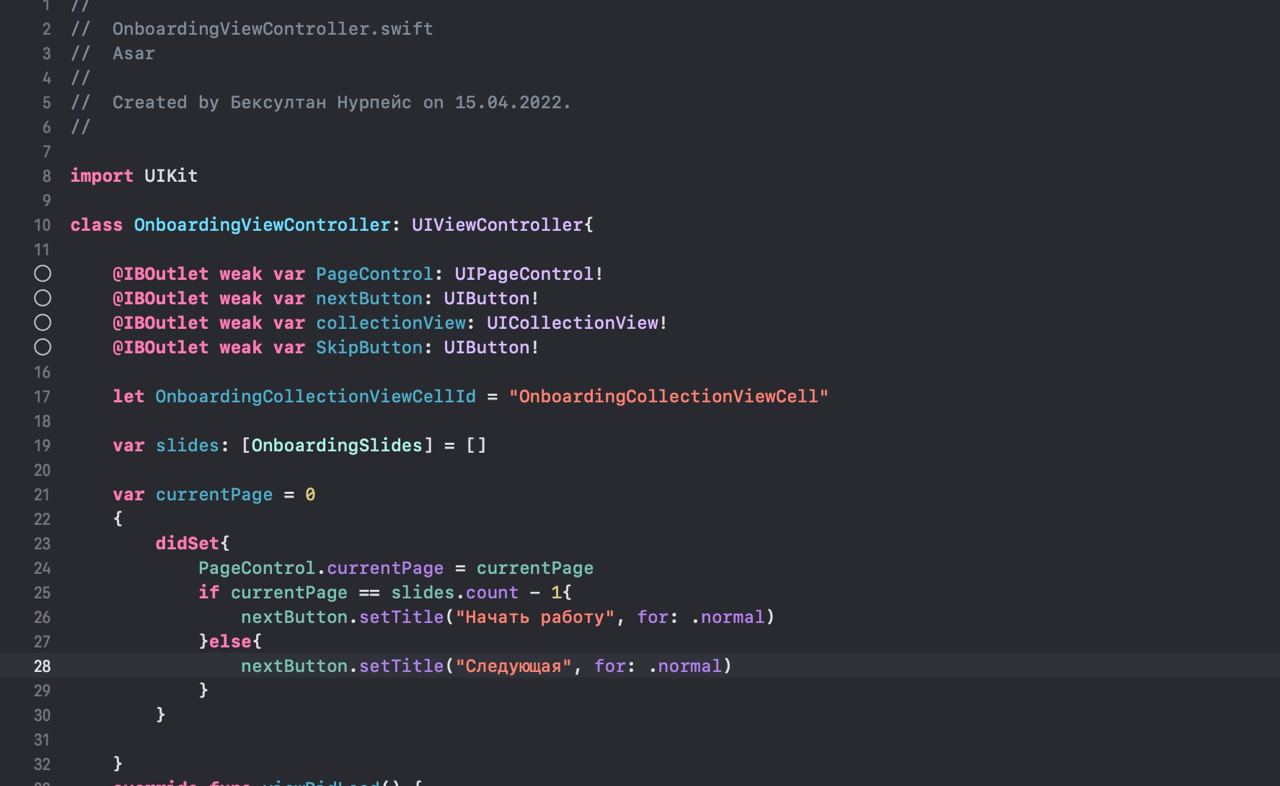 1 //
2 //  OnboardingViewController.swift
3 //  Asar
4 //
5 //  Created by Бексултан Нурпейс on 15.04.2022.
6 //
7
8 import UIKit
9
10 class OnboardingViewController: UIViewController{
11
@IBOutlet weak var PageControl: UIPageControl!
@IBOutlet weak var nextButton: UIButton!
@IBOutlet weak var collectionView: UICollectionView!
@IBOutlet weak var SkipButton: UIButton!
16
17 let OnboardingCollectionViewCellId = "OnboardingCollectionViewCell"
18
19 var slides: [OnboardingSlides] = []
20
21 var currentPage = 0
22 {
23 didSet{
24 PageControl.currentPage = currentPage
25 if currentPage == slides.count - 1{
26 nextButton.setTitle("Начать работу", for: .normal)
27 }else{
28 nextButton.setTitle("Следующая", for: .normal)
29 }
30 }
31
32 }
override func viewDidLoad() {